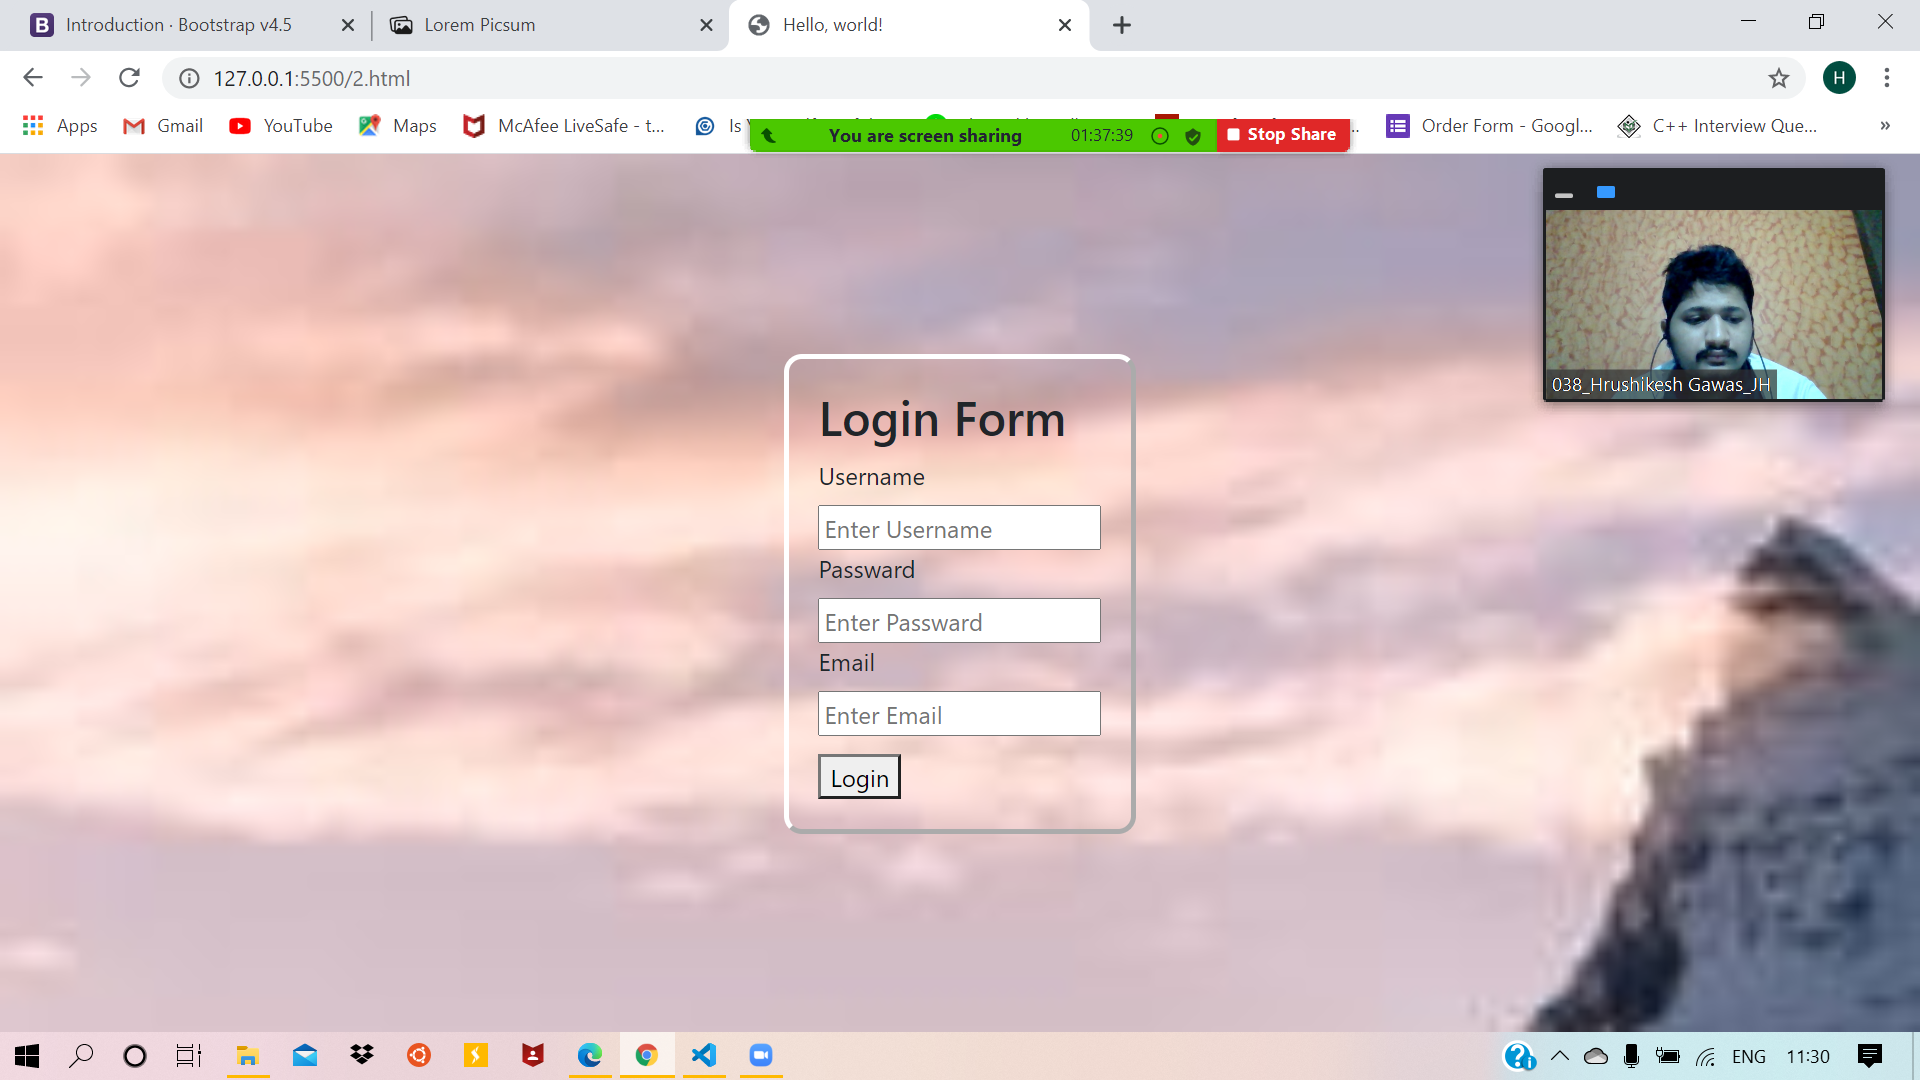 Introduction · Bootstrap v4.5
Lorem Picsum
Hello, world!
127.0.0.1:5500/2.html
H
Apps
Gmail
YouTube
Maps
McAfee LiveSafe - t...
Is
Order Form - Googl...
C++ Interview Que...
»
You are screen sharing
01:37:39
Stop Share
038_Hrushikesh Gawas_JH
Login Form
Username
Enter Username
Passward
Enter Passward
Email
Enter Email
Login
ENG
11:30